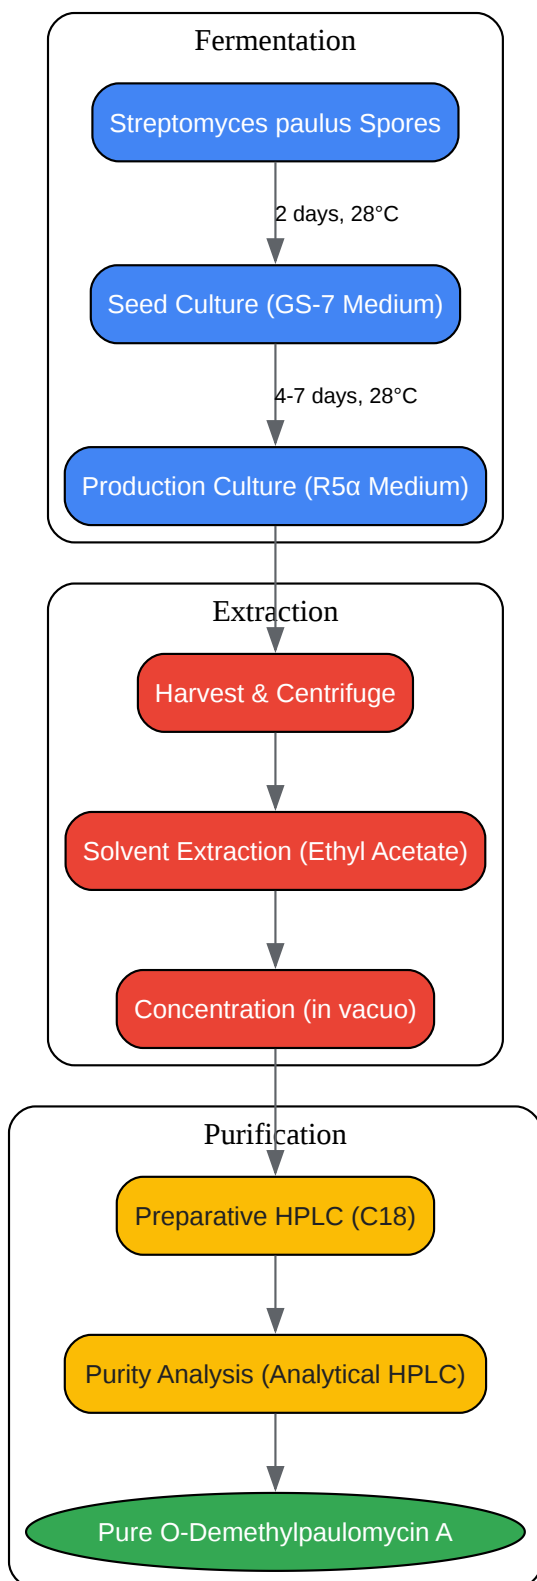 Fermentation
Streptomyces paulus Spores
2 days, 28°C
Seed Culture (GS-7 Medium)
4-7 days, 28°C
Production Culture (R5α Medium)
Extraction
Harvest & Centrifuge
Solvent Extraction (Ethyl Acetate)
Concentration (in vacuo)
Purification
Preparative HPLC (C18)
Purity Analysis (Analytical HPLC)
Pure O-Demethylpaulomycin A